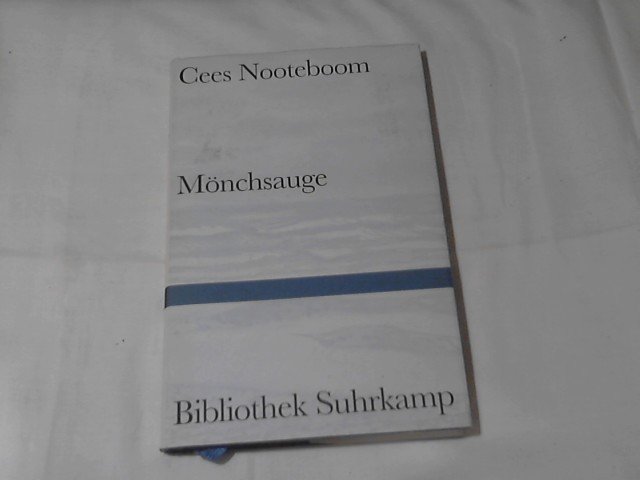 Cees Nooteboom
Mönchsauge
Bibliothek Suhrkamp